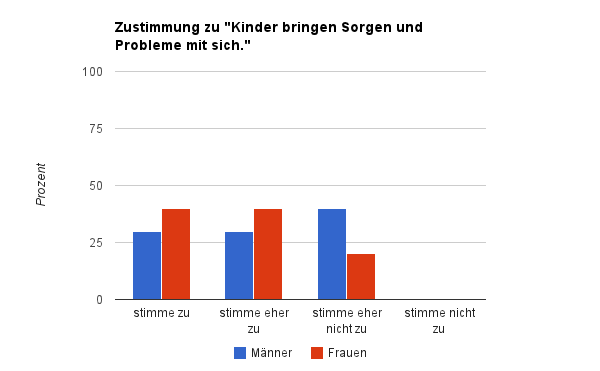 Zustimmung zu "Kinder bringen Sorgen und
Probleme mit sich."
100
75
50
25
0
Prozent
stimme zu
stimme eher
zu
stimme eher
nicht zu
stimme nicht
zu
Männer
Frauen